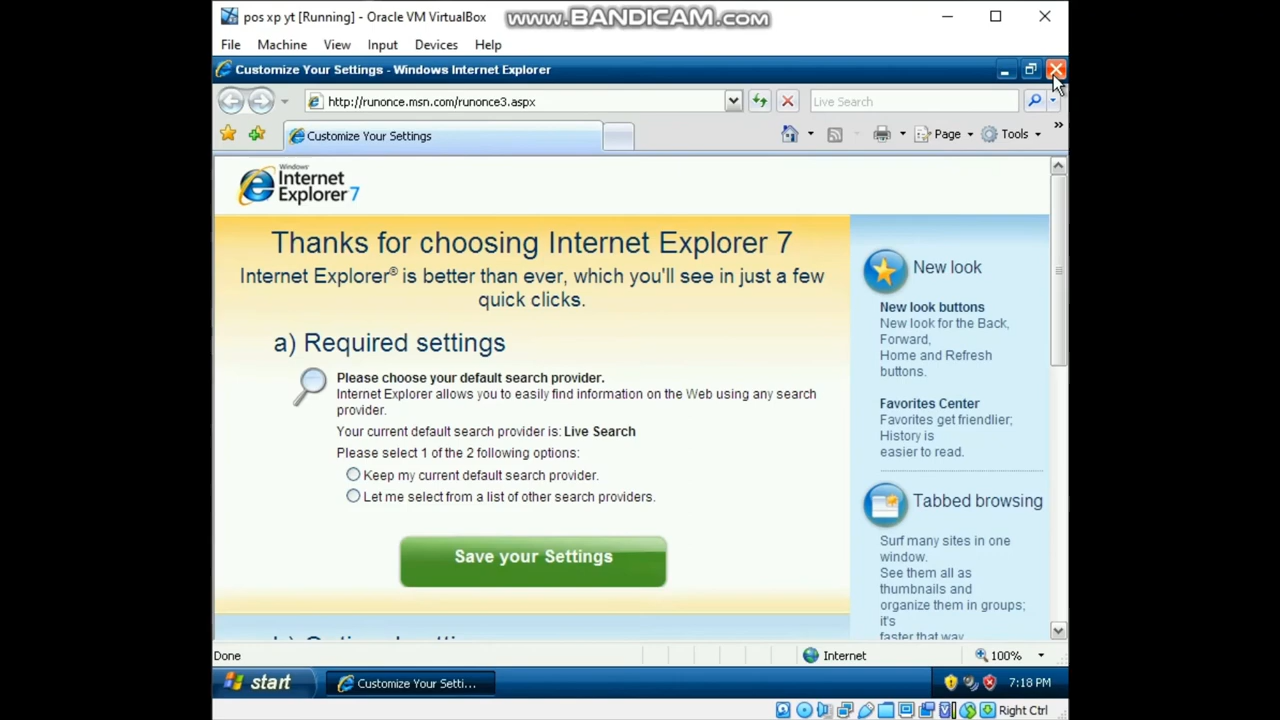 pos xp yt [Running] - Oracle VM VirtualBox
www.BANDICAM.com
File Machine View Input Devices Help
Customize Your Settings - Windows Internet Explorer
http://runonce.msn.com/runonce3.aspx
Live Search
Customize Your Settings
Page
Tools
»
Windows
Internet
Explorer 7
Thanks for choosing Internet Explorer 7
Internet Explorer® is better than ever, which you'll see in just a few
quick clicks.
a) Required settings
Please choose your default search provider.
Internet Explorer allows you to easily find information on the Web using any search
provider.
Your current default search provider is: Live Search
Please select 1 of the 2 following options:
Keep my current default search provider.
Let me select from a list of other search providers.
Save your Settings
New look
New look buttons
New look for the Back,
Forward,
Home and Refresh
buttons.
Favorites Center
Favorites get friendlier;
History is
easier to read.
Tabbed browsing
Surf many sites in one
window.
See them all as
thumbnails and
organize them in groups;
it's
faster that way
Done
Internet
100%
start
Customize Your Setti...
7:18 PM
Right Ctrl